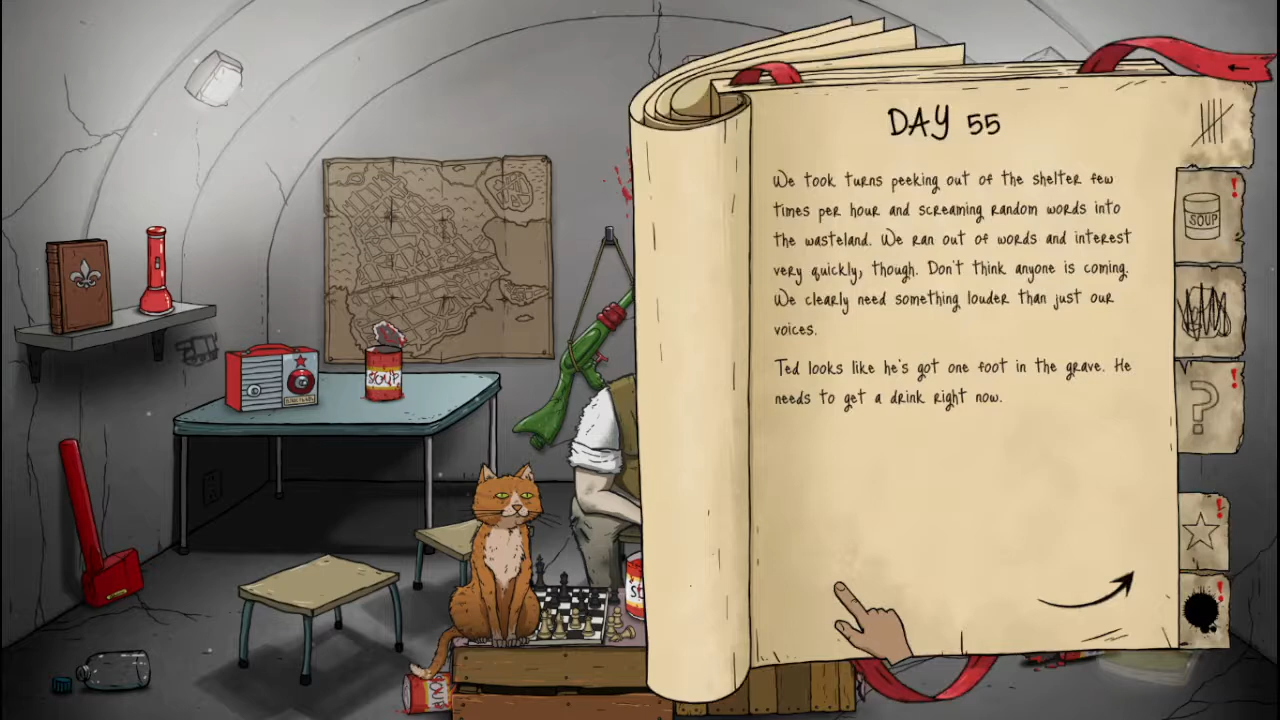 DAY 55
We took turns peeking out of the shelter few
times per hour and screaming random words into
the wasteland. We ran out of words and interest
very quickly, though. Don't think anyone is coming.
We clearly need something louder than just our
voices.
Ted looks like he's got one foot in the grave. He
needs to get a drink right now.
SOUP
SOUP